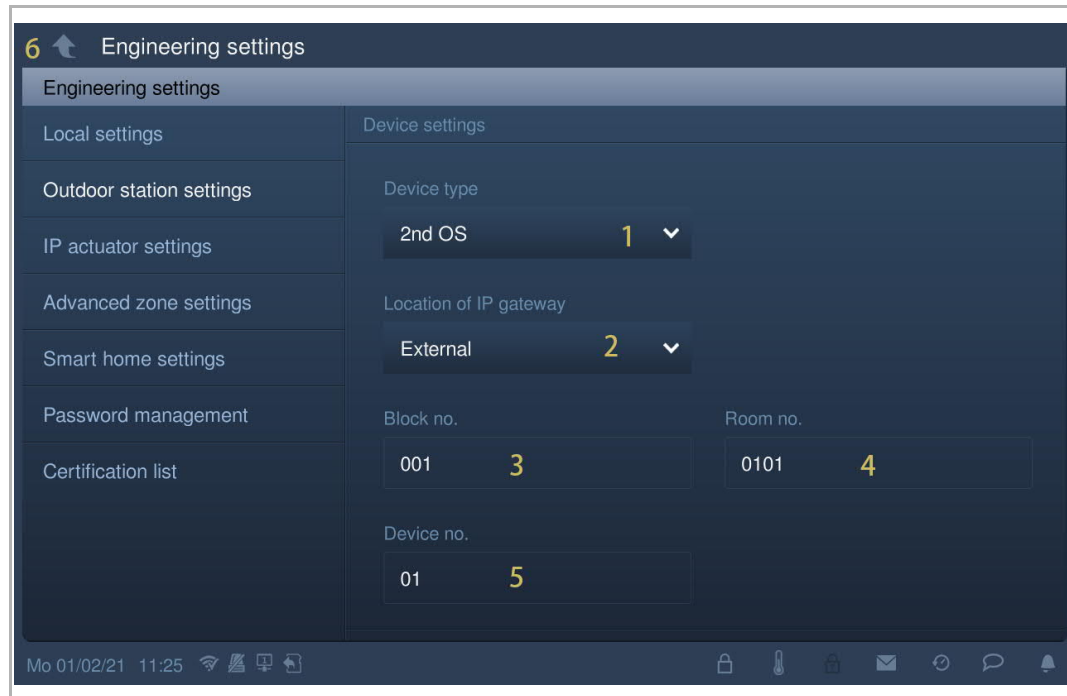 6 Engineering settings
Engineering settings
Local settings
Outdoor station settings
IP actuator settings
Advanced zone settings
Smart home settings
Password management
Certification list
Device settings
Device type
2nd OS 1
Location of IP gateway
External 2
Block no. Room no.
001 3 0101 4
Device no.
01 5
Mo 01/02/21 11:25